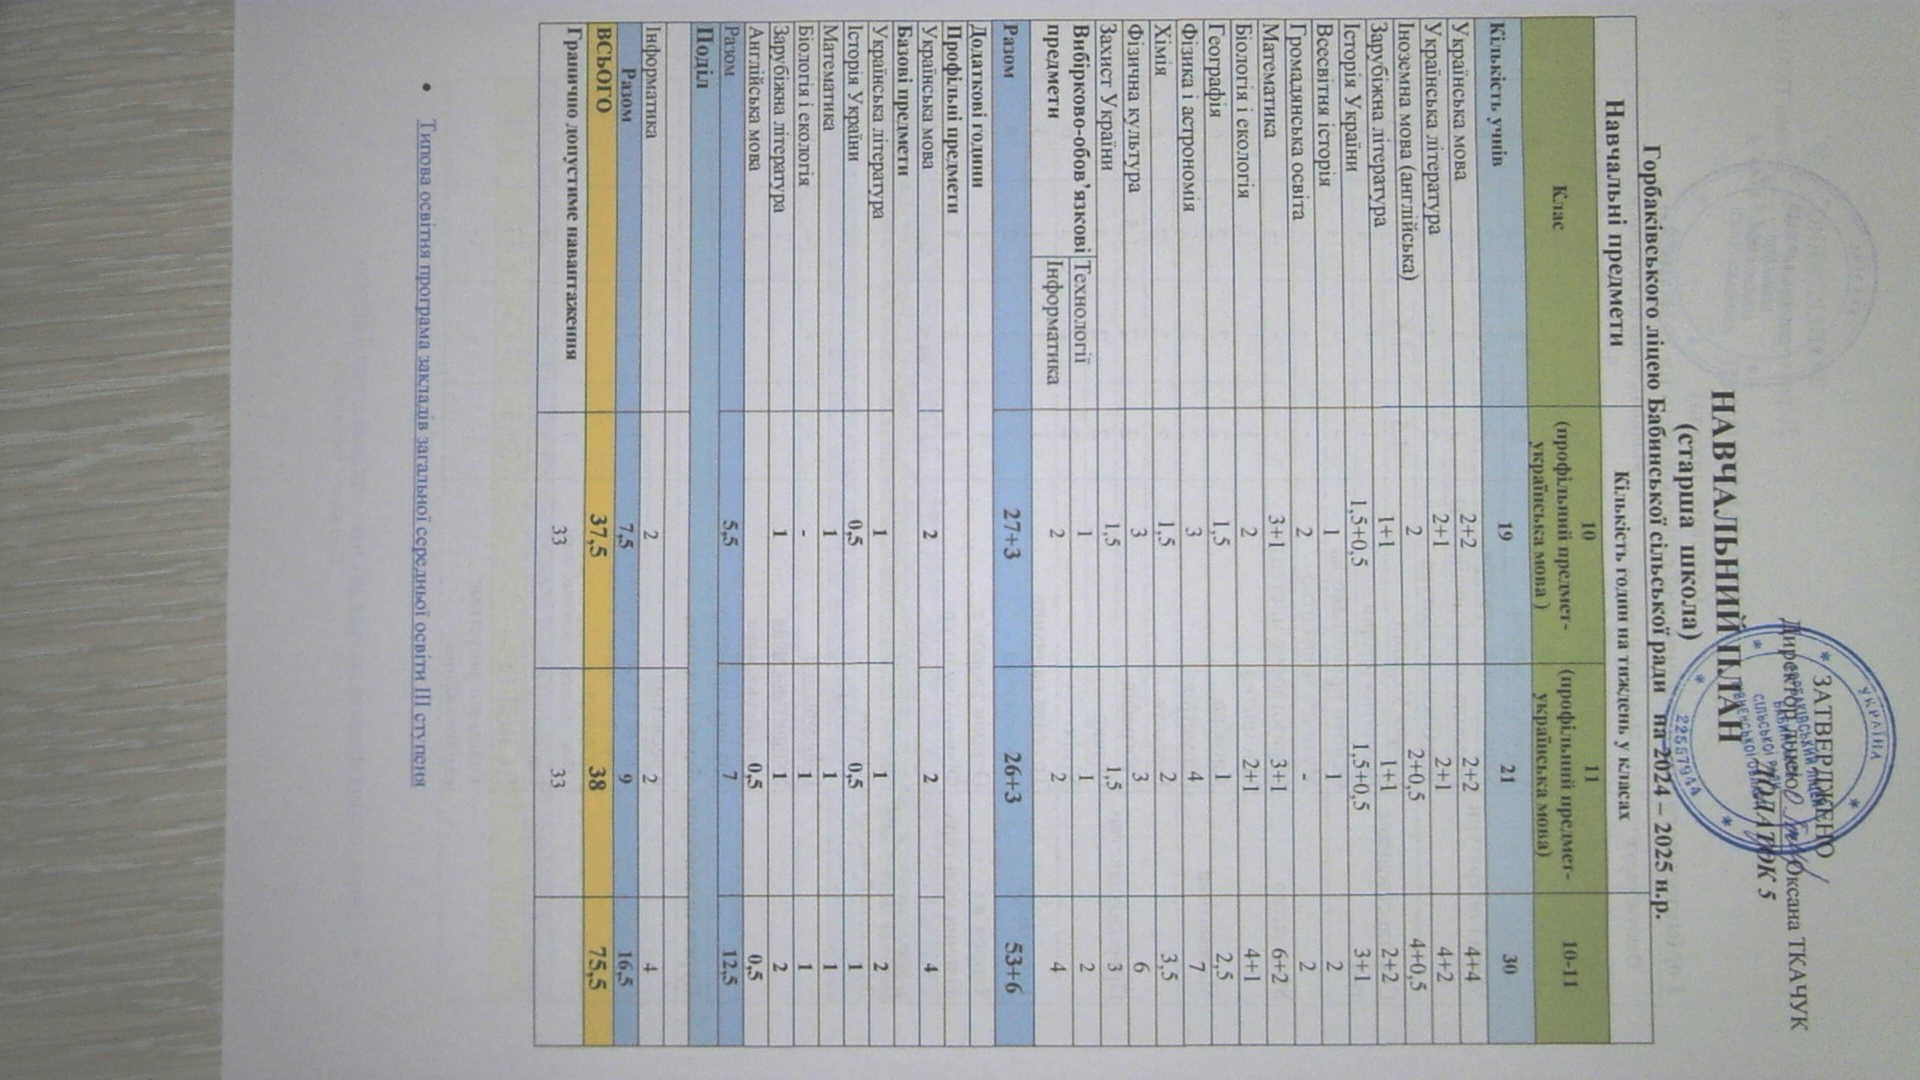 ЗАТВЕРДЖЕНО
Директор ліцею Оксана ТКАЧУК
ДОДАТОК 5
НАВЧАЛЬНИЙ ПЛАН
(старша школа)
Горбаківського ліцею Бабинської сільської ради на 2024 – 2025 н.р.
Навчальні предмети Кількість годин на тиждень у класах
Клас 10 (профільний предмет- українська мова ) 11 (профільний предмет- українська мова) 10-11
Кількість учнів 19 21 30
Українська мова 2+2 2+2 4+4
Українська література 2+1 2+1 4+2
Іноземна мова (англійська) 2 2+0,5 4+0,5
Зарубіжна література 1+1 1+1 2+2
Історія України 1,5+0,5 1,5+0,5 3+1
Всесвітня історія 1 1 2
Громадянська освіта 2 - 2
Математика 3+1 3+1 6+2
Біологія і екологія 2 2+1 4+1
Географія 1,5 1 2,5
Фізика і астрономія 3 4 7
Хімія 1,5 2 3,5
Фізична культура 3 3 6
Захист України 1,5 1,5 3
Вибірково-обов’язкові предмети Технології 1 1 2
Інформатика 2 2 4
Разом 27+3 26+3 53+6
Додаткові години
Профільні предмети
Українська мова 2 2 4
Базові предмети
Українська література 1 1 2
Історія України 0,5 0,5 1
Математика 1 1 1
Біологія і екологія - 1 1
Зарубіжна література 1 1 2
Англійська мова 0,5 0,5
Разом 5,5 7 12,5
Поділ
Інформатика 2 2 4
Разом 7,5 9 16,5
ВСЬОГО 37,5 38 75,5
Гранично допустиме навантаження 33 33
• Типова освітня програма закладів загальної середньої освіти ІІІ ступеня
УКРАЇНА
22557944